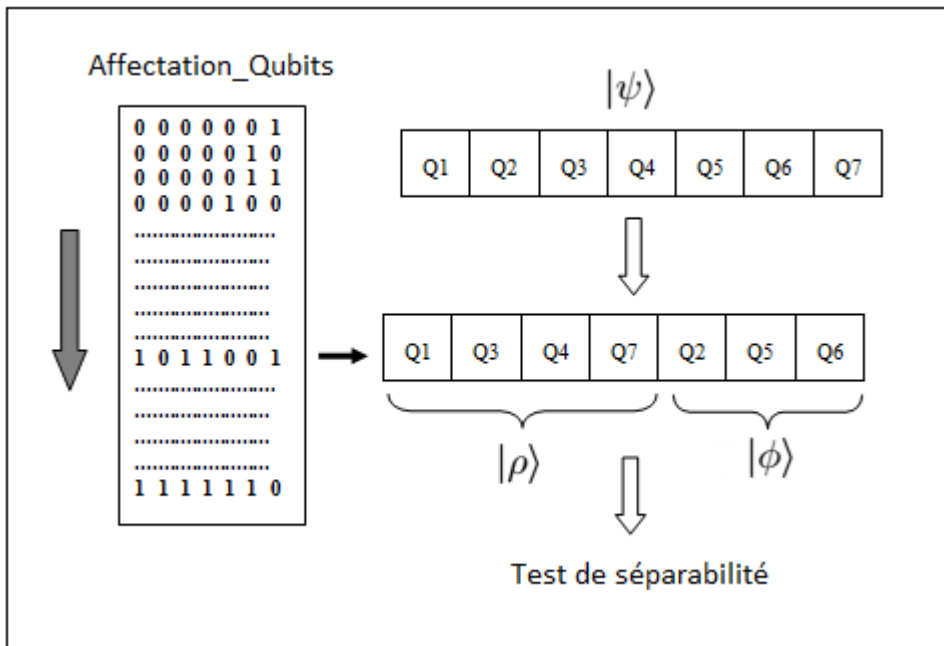 Affectation_Qubits
0 0 0 0 0 0 1
0 0 0 0 0 1 0
0 0 0 0 0 1 1
0 0 0 0 1 0 0
............................
............................
............................
............................
............................
1 0 1 1 0 0 1
............................
............................
............................
............................
1 1 1 1 1 1 0
|ψ⟩
Q1 Q2 Q3 Q4 Q5 Q6 Q7
Q1 Q3 Q4 Q7 Q2 Q5 Q6
|ρ⟩ |ϕ⟩
Test de séparabilité